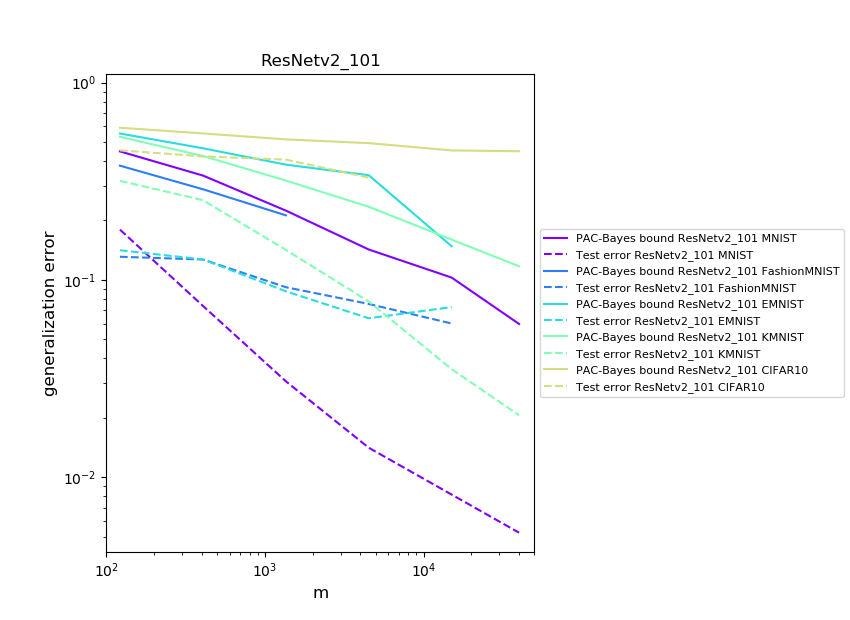 ResNetv2_101
generalization error
10⁰
10⁻¹
10⁻²
10²
10³
10⁴
m
PAC-Bayes bound ResNetv2_101 MNIST
Test error ResNetv2_101 MNIST
PAC-Bayes bound ResNetv2_101 FashionMNIST
Test error ResNetv2_101 FashionMNIST
PAC-Bayes bound ResNetv2_101 EMNIST
Test error ResNetv2_101 EMNIST
PAC-Bayes bound ResNetv2_101 KMNIST
Test error ResNetv2_101 KMNIST
PAC-Bayes bound ResNetv2_101 CIFAR10
Test error ResNetv2_101 CIFAR10